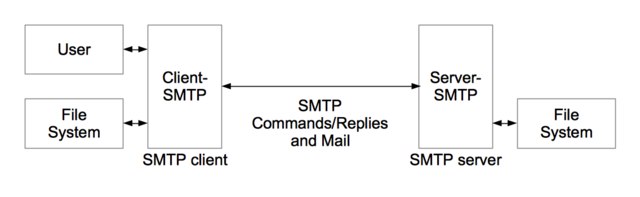 User
File
System
Client-
SMTP
SMTP client
SMTP
Commands/Replies
and Mail
Server-
SMTP
SMTP server
File
System